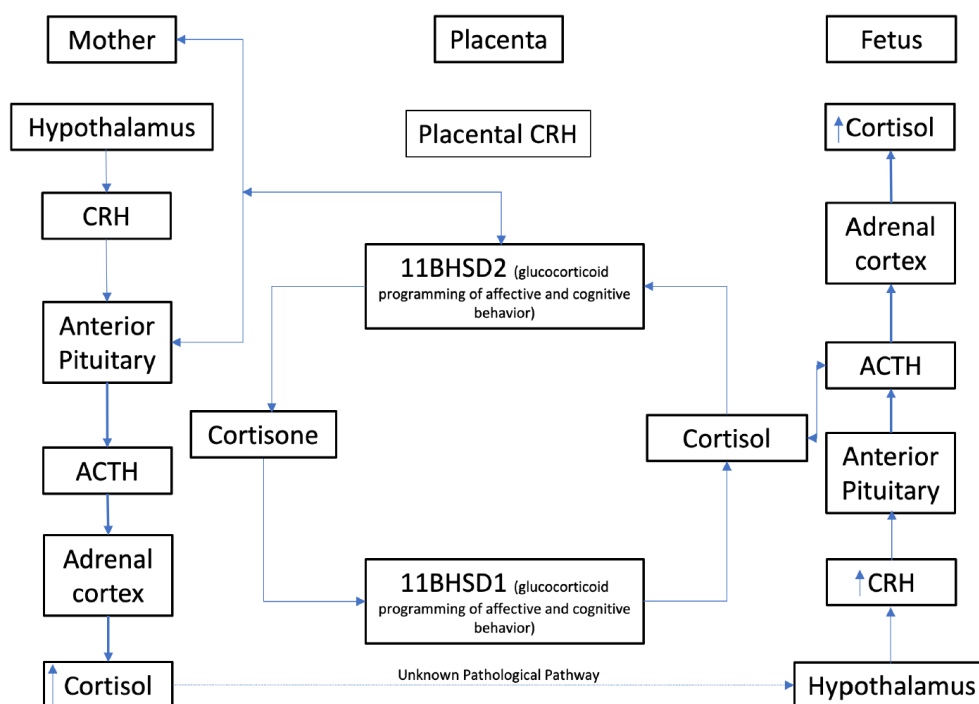 Mother
Placenta
Fetus
Hypothalamus
Placental CRH
Cortisol
CRH
Adrenal
cortex
11BHSD2 (glucocorticoid
programming of affective and cognitive
behavior)
Anterior
Pituitary
ACTH
Cortisone
Cortisol
Anterior
Pituitary
ACTH
Adrenal
cortex
11BHSD1 (glucocorticoid
programming of affective and cognitive
behavior)
CRH
Cortisol
Unknown Pathological Pathway
Hypothalamus